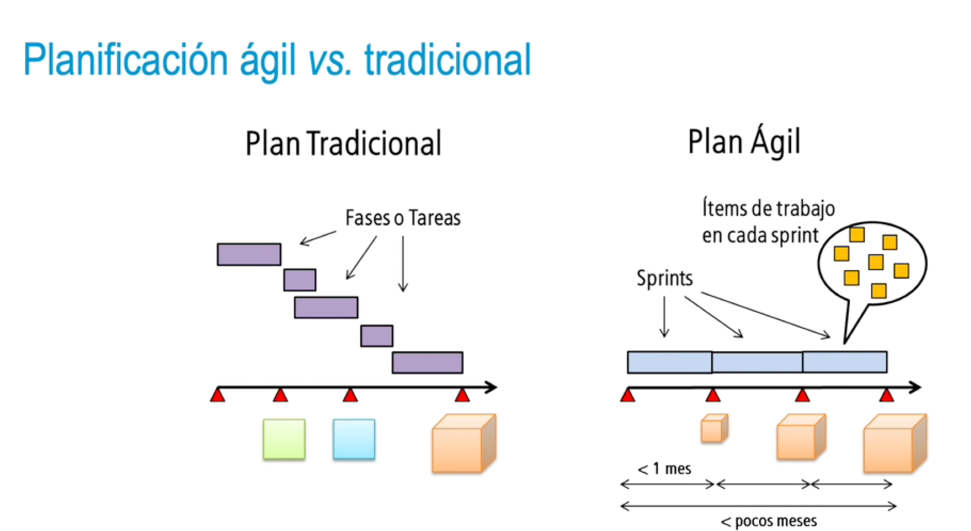 Planificación ágil vs. tradicional
Plan Tradicional
Fases o Tareas
Plan Ágil
Ítems de trabajo
en cada sprint
Sprints
< 1 mes
< pocos meses